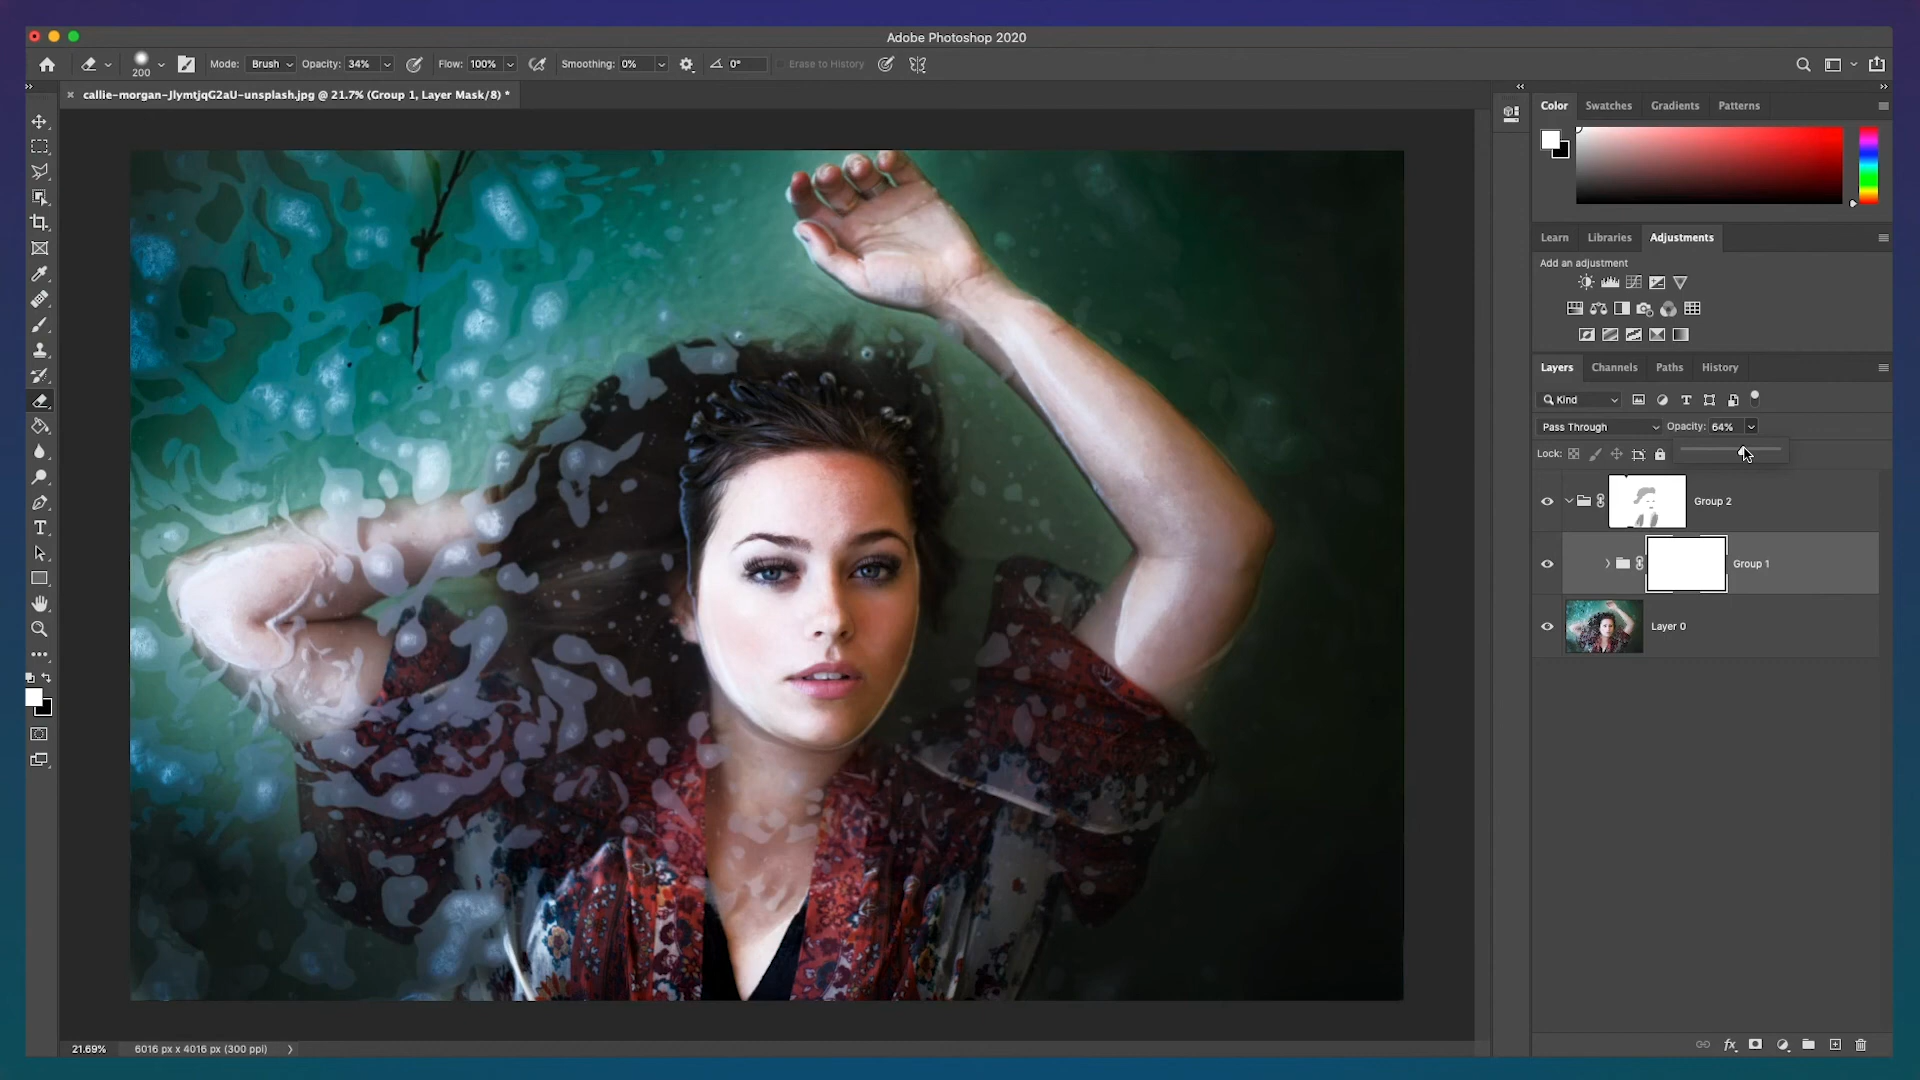 Adobe Photoshop 2020
200
Mode: Brush Opacity: 34% Flow: 100% Smoothing: 0% 0° Erase to History
callie-morgan-JlymtjqG2aU-unsplash.jpg @ 21.7% (Group 1, Layer Mask/8) *
Color Swatches Gradients Patterns
Learn Libraries Adjustments
Add an adjustment
Layers Channels Paths History
Kind
Pass Through Opacity: 64%
Lock:
Group 2
Group 1
Layer 0
21.69% 6016 px x 4016 px (300 ppi)